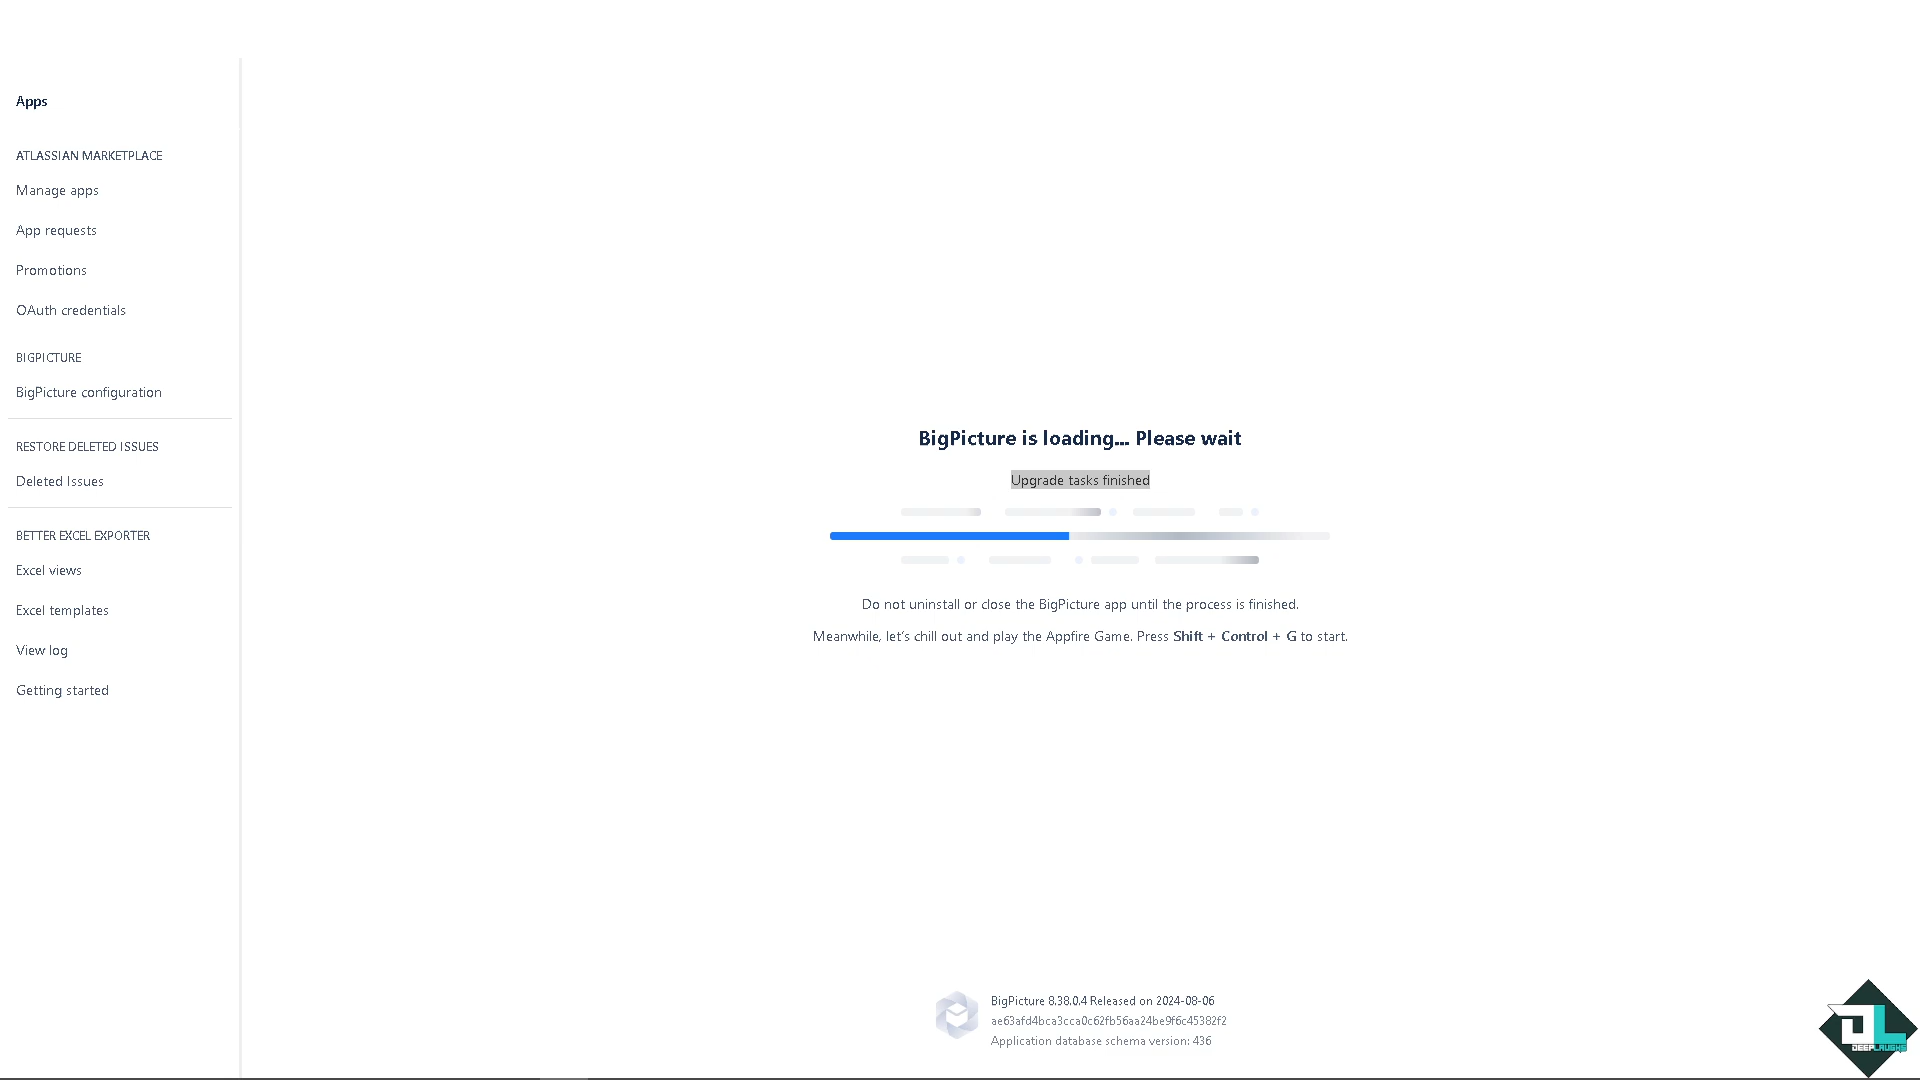 Apps
ATLASSIAN MARKETPLACE
Manage apps
App requests
Promotions
OAuth credentials
BIGPICTURE
BigPicture configuration
RESTORE DELETED ISSUES
Deleted Issues
BETTER EXCEL EXPORTER
Excel views
Excel templates
View log
Getting started
BigPicture is loading... Please wait
Upgrade tasks finished
Do not uninstall or close the BigPicture app until the process is finished.
Meanwhile, let's chill out and play the Appfire Game. Press Shift + Control + G to start.
BigPicture 8.38.0.4 Released on 2024-08-06
ae63afd4bca3cca0c62fb56aa24be9f6c45382f2
Application database schema version: 436
DEEPLAUGHS